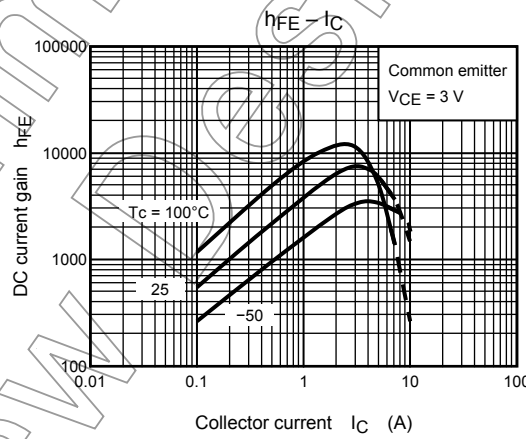 hFE – IC
100000
10000
1000
100
DC current gain hFE
Common emitter
VCE = 3 V
Tc = 100°C
25
−50
0.01 0.1 1 10 100
Collector current IC (A)